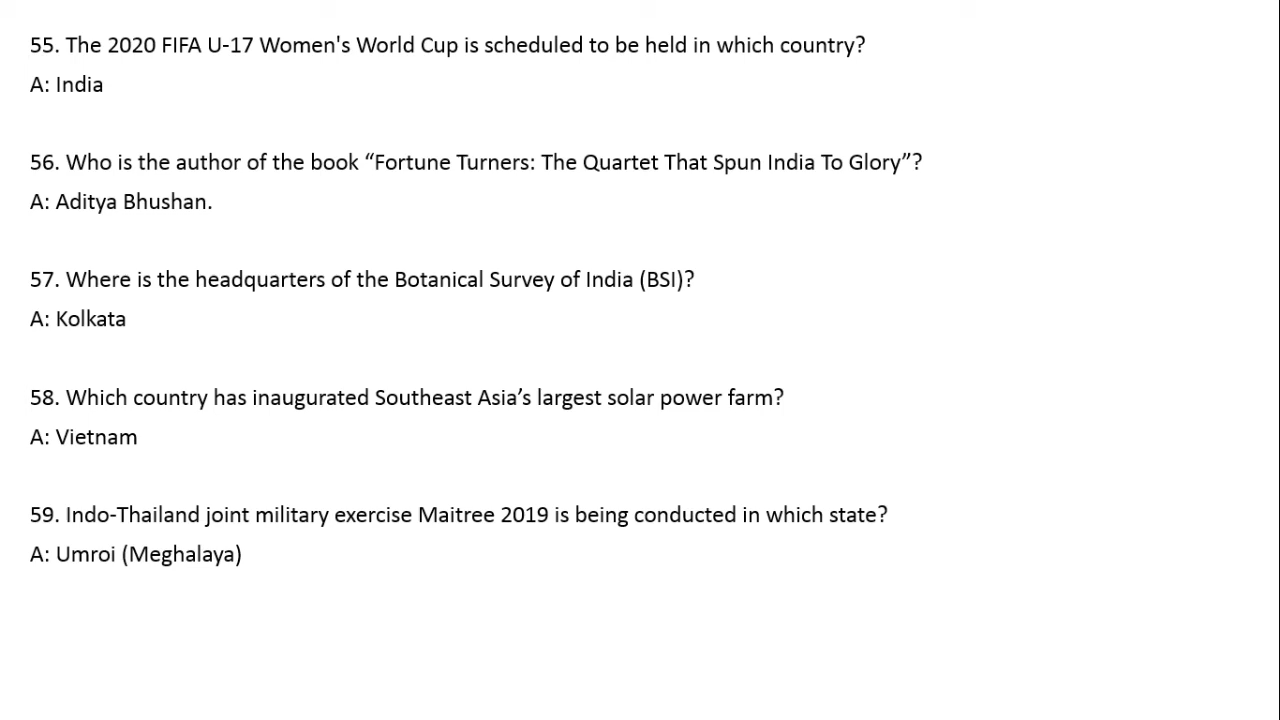 55. The 2020 FIFA U-17 Women's World Cup is scheduled to be held in which country?
A: India
56. Who is the author of the book “Fortune Turners: The Quartet That Spun India To Glory”?
A: Aditya Bhushan.
57. Where is the headquarters of the Botanical Survey of India (BSI)?
A: Kolkata
58. Which country has inaugurated Southeast Asia’s largest solar power farm?
A: Vietnam
59. Indo-Thailand joint military exercise Maitree 2019 is being conducted in which state?
A: Umroi (Meghalaya)